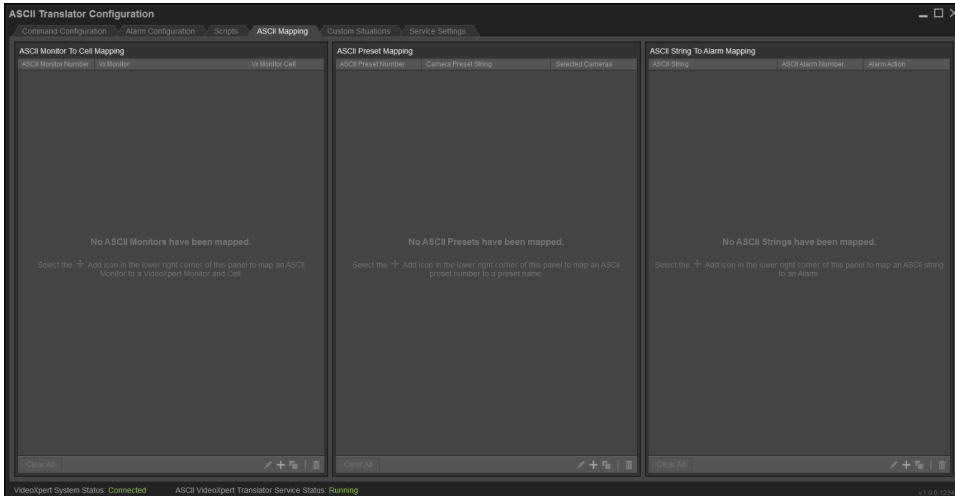 ASCII Translator Configuration
Command Configuration Alarm Configuration Scripts ASCII Mapping Custom Situations Service Settings
ASCII Monitor To Cell Mapping
ASCII Monitor Number Vx Monitor Vx Monitor Cell
No ASCII Monitors have been mapped.
Select the + Add icon in the lower right corner of this panel to map an ASCII
Monitor to a VideoXpert Monitor and Cell
Clear All
ASCII Preset Mapping
ASCII Preset Number Camera Preset String Selected Cameras
No ASCII Presets have been mapped.
Select the + Add icon in the lower right corner of this panel to map an ASCII
preset number to a preset name
Clear All
ASCII String To Alarm Mapping
ASCII String ASCII Alarm Number Alarm Action
No ASCII Strings have been mapped.
Select the + Add icon in the lower right corner of this panel to map an ASCII string
to an Alarm
Clear All
VideoXpert System Status: Connected ASCII VideoXpert Translator Service Status: Running
v1.0.0.1234